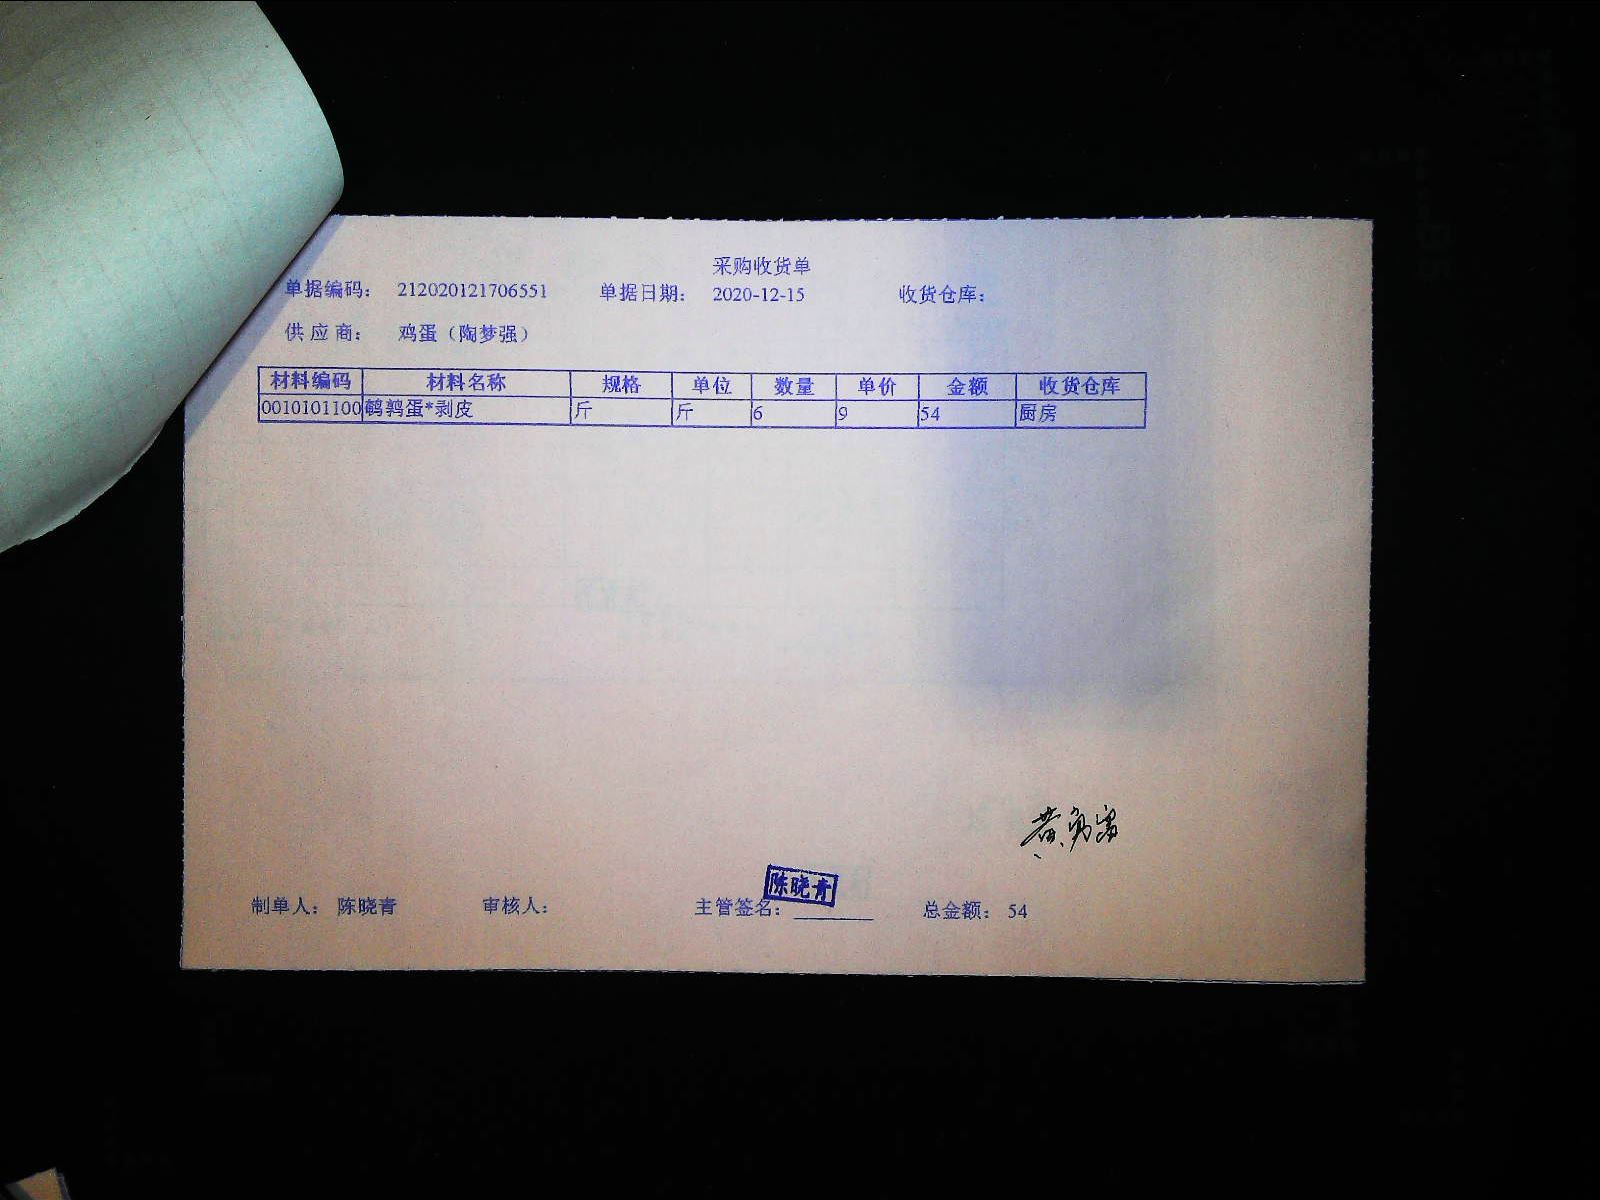 采购收货单
单据编码: 212020121706551 单据日期: 2020-12-15 收货仓库:
供应商: 鸡蛋（陶梦强）
材料编码 材料名称 规格 单位 数量 单价 金额 收货仓库
0010101100 鹌鹑蛋*剥皮 斤 斤 6 9 54 厨房
陈晓青
制单人: 陈晓青 审核人: 主管签名: 总金额: 54